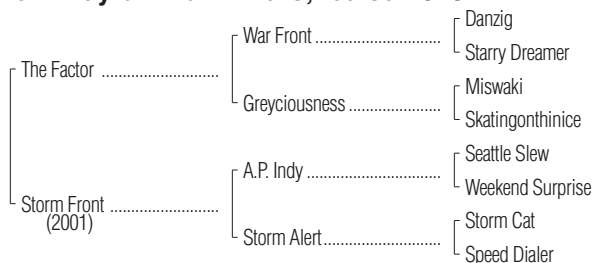 Danzig
War Front
Starry Dreamer
The Factor
Miswaki
Greyciousness
Skatingonthinice
Seattle Slew
A.P. Indy
Weekend Surprise
Storm Front
(2001)
Storm Cat
Storm Alert
Speed Dialer